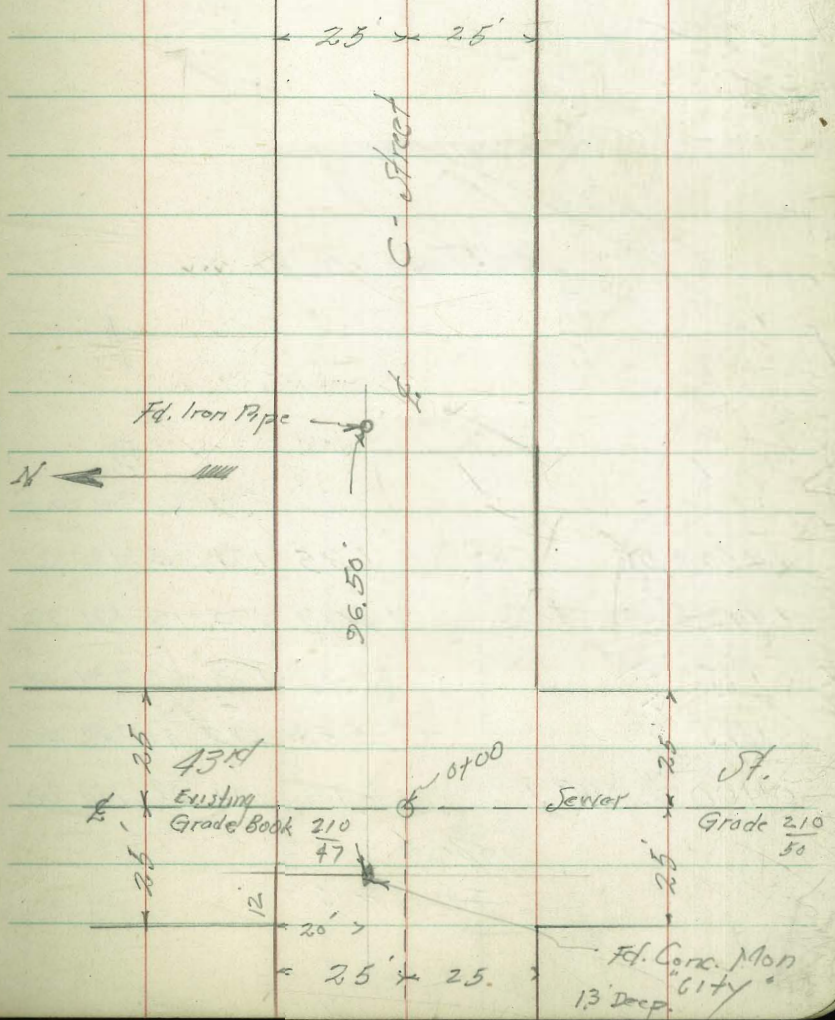 25' 25'
C - Street
℄
Fd. Iron Pipe
N
96.50'
25'
43rd
0+00
25'
St.
℄
Existing
Sewer
Grade Book 210
47
Grade 210
50
25'
12
25'
20'
25' 25.
Fd. Conc. Mon
"City"
1.3' Deep.